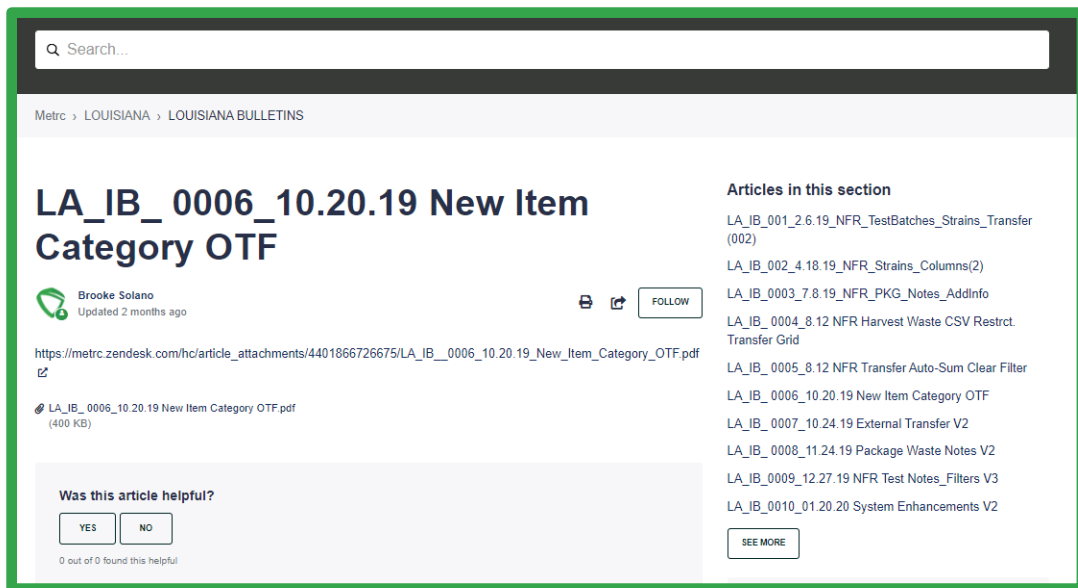 Search...
Metrc › LOUISIANA › LOUISIANA BULLETINS
LA_IB_ 0006_10.20.19 New Item
Category OTF
Brooke Solano
Updated 2 months ago
FOLLOW
https://metrc.zendesk.com/hc/article_attachments/4401866726675/LA_IB__0006_10.20.19_New_Item_Category_OTF.pdf
LA_IB_ 0006_10.20.19 New Item Category OTF.pdf
(400 KB)
Was this article helpful?
YES
NO
0 out of 0 found this helpful
Articles in this section
LA_IB_001_2.6.19_NFR_TestBatches_Strains_Transfer
(002)
LA_IB_002_4.18.19_NFR_Strains_Columns(2)
LA_IB_0003_7.8.19_NFR_PKG_Notes_AddInfo
LA_IB_ 0004_8.12 NFR Harvest Waste CSV Restrct.
Transfer Grid
LA_IB_ 0005_8.12 NFR Transfer Auto-Sum Clear Filter
LA_IB_ 0006_10.20.19 New Item Category OTF
LA_IB_ 0007_10.24.19 External Transfer V2
LA_IB_ 0008_11.24.19 Package Waste Notes V2
LA_IB_0009_12.27.19 NFR Test Notes_Filters V3
LA_IB_0010_01.20.20 System Enhancements V2
SEE MORE